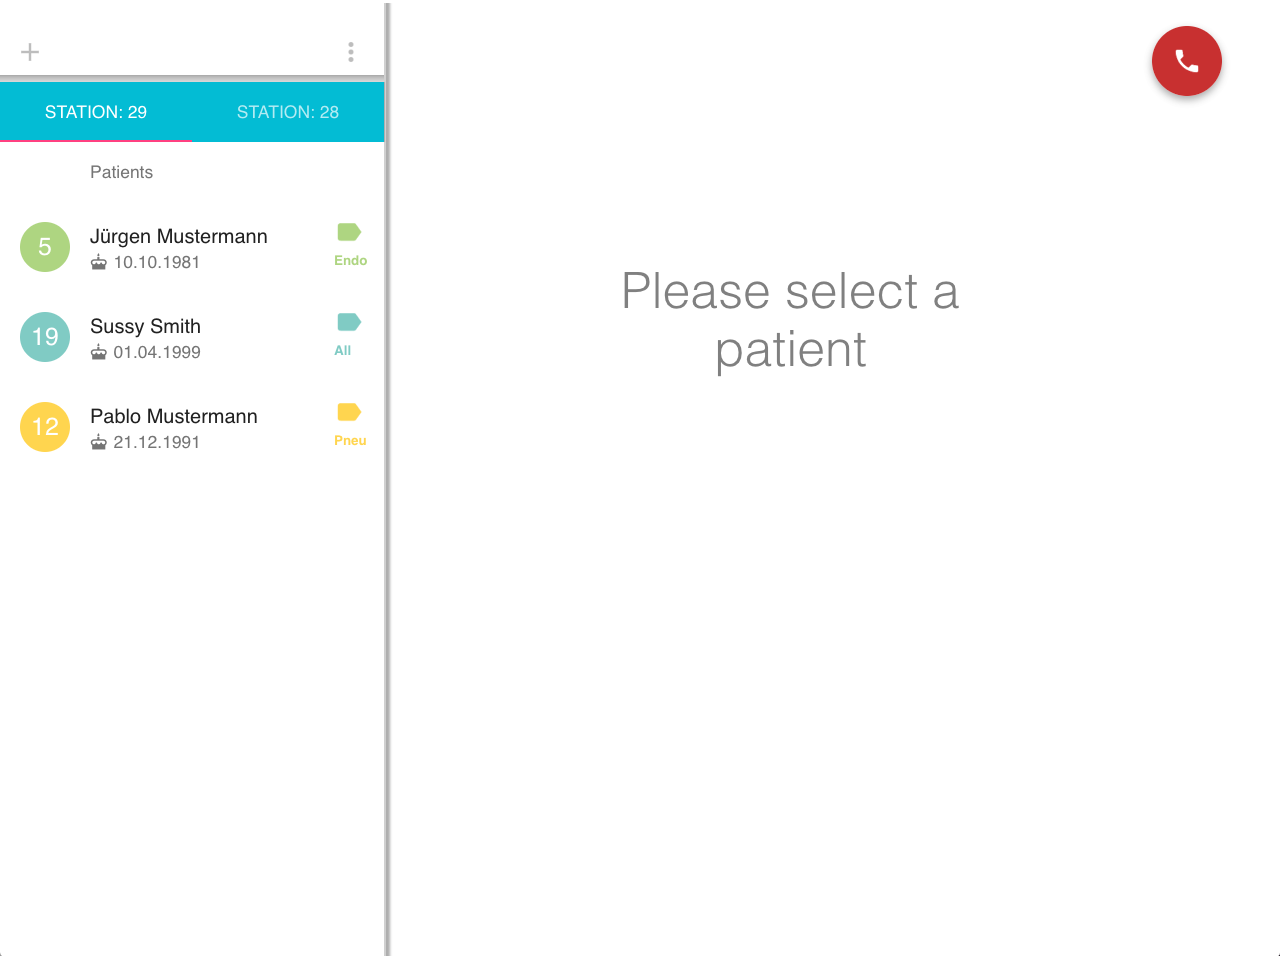 STATION: 29
STATION: 28
Patients
5
Jürgen Mustermann
10.10.1981
Endo
19
Sussy Smith
01.04.1999
All
12
Pablo Mustermann
21.12.1991
Pneu
Please select a
patient